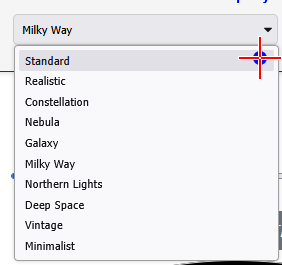 Milky Way
Standard
Realistic
Constellation
Nebula
Galaxy
Milky Way
Northern Lights
Deep Space
Vintage
Minimalist